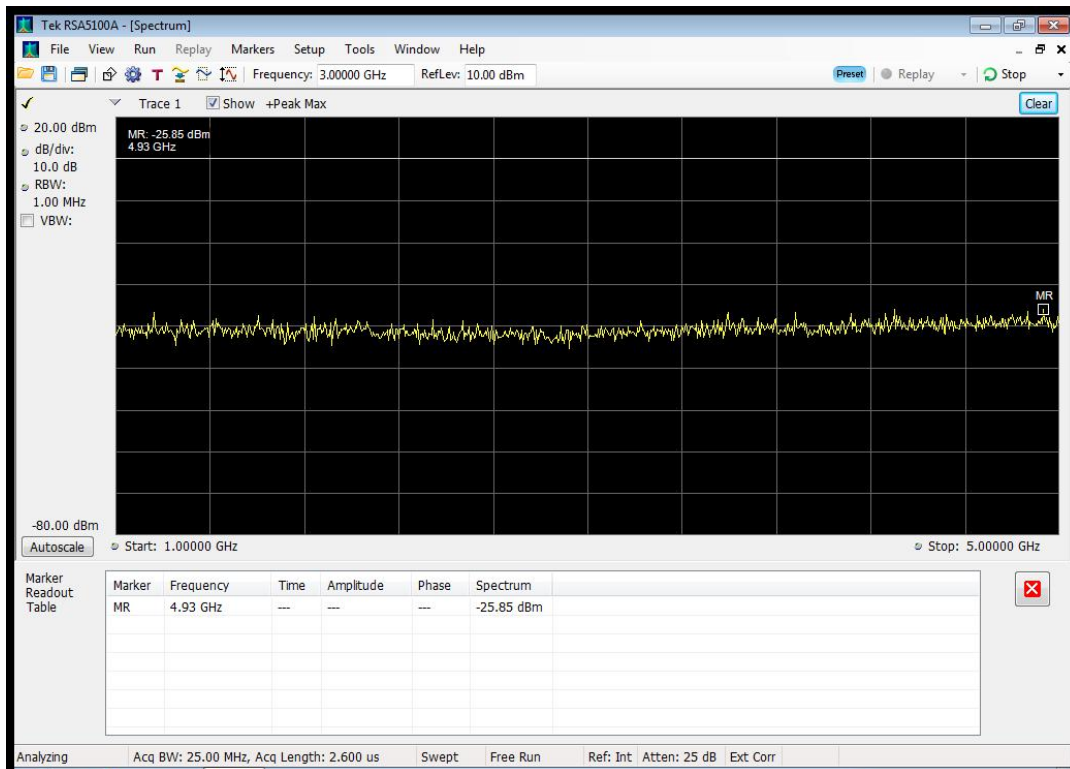 Tek RSA5100A - [Spectrum]
File View Run Replay Markers Setup Tools Window Help
T Frequency: 3.00000 GHz RefLev: 10.00 dBm Preset Replay Stop
Trace 1 Show +Peak Max Clear
20.00 dBm
dB/div:
10.0 dB
RBW:
1.00 MHz
VBW:
MR: -25.85 dBm
4.93 GHz
MR
-80.00 dBm
Autoscale Start: 1.00000 GHz Stop: 5.00000 GHz
Marker
Readout
Table
Marker Frequency Time Amplitude Phase Spectrum
MR 4.93 GHz --- --- --- -25.85 dBm
Analyzing Acq BW: 25.00 MHz, Acq Length: 2.600 us Swept Free Run Ref: Int Atten: 25 dB Ext Corr